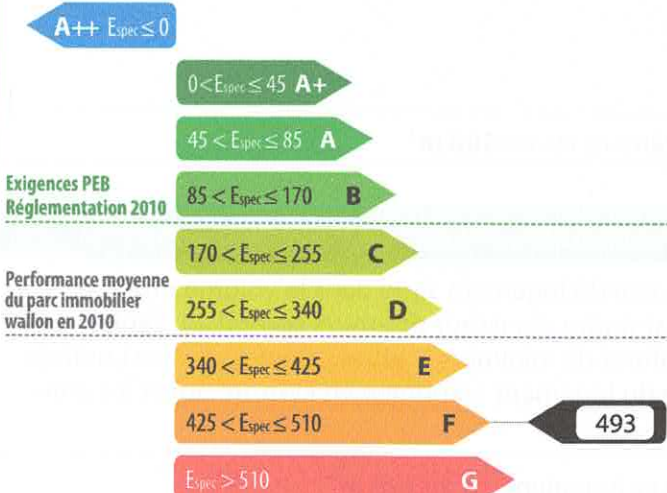 A++ Espec ≤ 0
0 < Espec ≤ 45 A+
45 < Espec ≤ 85 A
Exigences PEB
Réglementation 2010
85 < Espec ≤ 170 B
170 < Espec ≤ 255 C
Performance moyenne
du parc immobilier
wallon en 2010
255 < Espec ≤ 340 D
340 < Espec ≤ 425 E
425 < Espec ≤ 510 F
493
Espec > 510 G